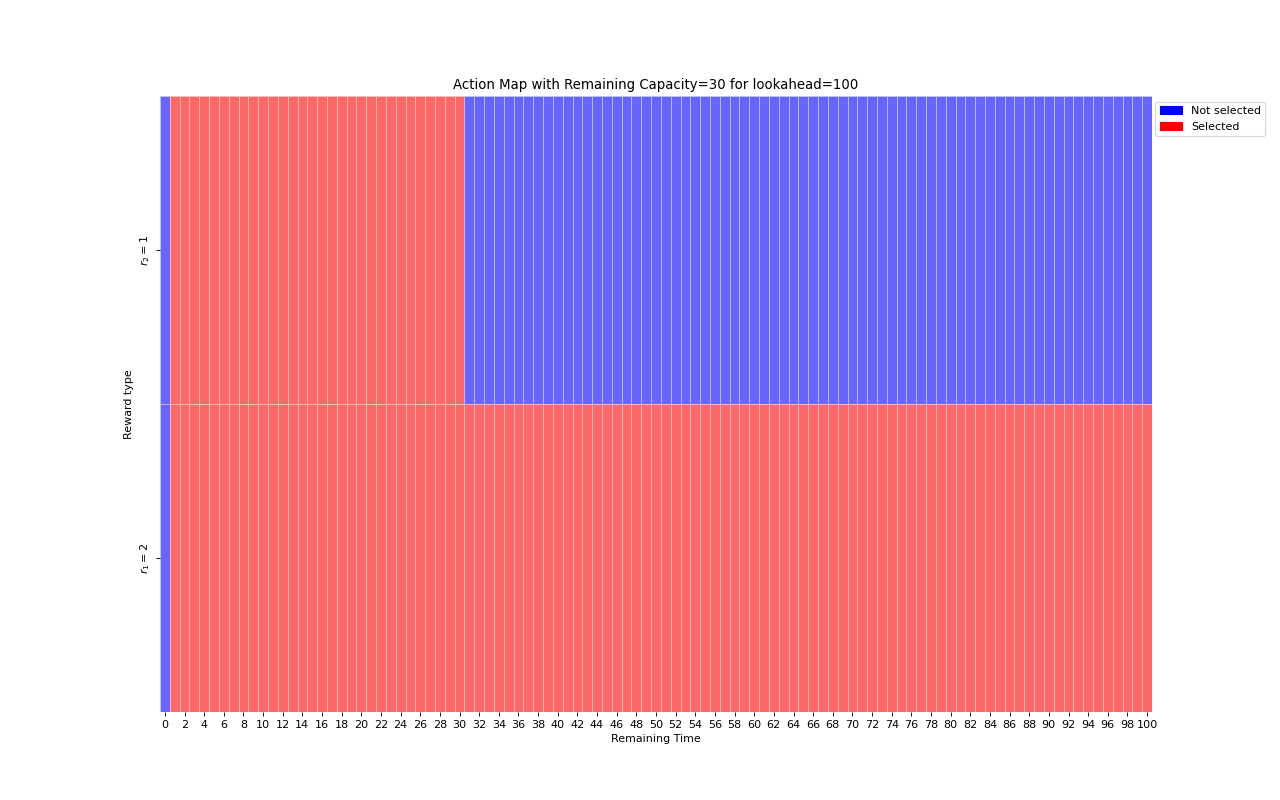 Action Map with Remaining Capacity=30 for lookahead=100
Not selected
Selected
r₂ = 1
Reward type
r₁ = 2
0 2 4 6 8 10 12 14 16 18 20 22 24 26 28 30 32 34 36 38 40 42 44 46 48 50 52 54 56 58 60 62 64 66 68 70 72 74 76 78 80 82 84 86 88 90 92 94 96 98 100
Remaining Time